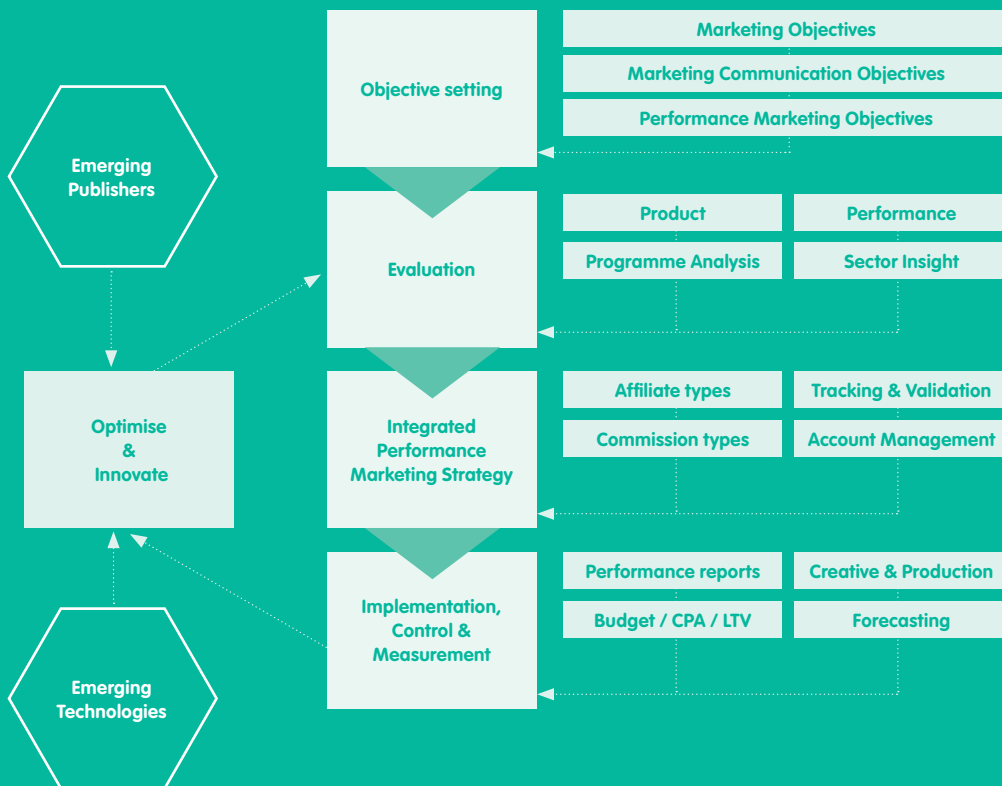 Objective setting
Marketing Objectives
Marketing Communication Objectives
Performance Marketing Objectives
Emerging
Publishers
Evaluation
Product
Performance
Programme Analysis
Sector Insight
Optimise
&
Innovate
Integrated
Performance
Marketing Strategy
Affiliate types
Tracking & Validation
Commission types
Account Management
Implementation,
Control &
Measurement
Performance reports
Creative & Production
Budget / CPA / LTV
Forecasting
Emerging
Technologies